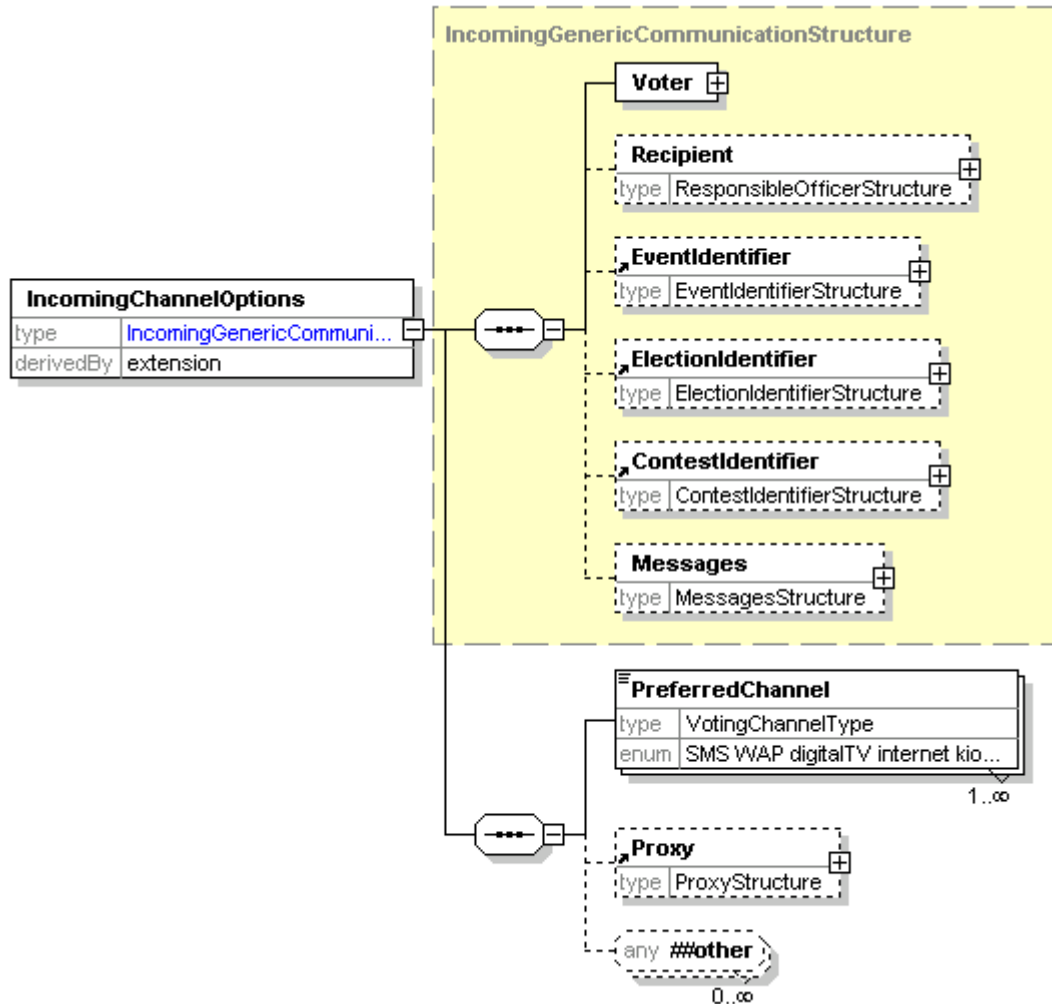 IncomingGenericCommunicationStructure
Voter
Recipient
type ResponsibleOfficerStructure
EventIdentifier
type EventIdentifierStructure
IncomingChannelOptions
type IncomingGenericCommuni...
derivedBy extension
ElectionIdentifier
type ElectionIdentifierStructure
ContestIdentifier
type ContestIdentifierStructure
Messages
type MessagesStructure
PreferredChannel
type VotingChannelType
enum SMS WAP digitalTV internet kio...
1..∞
Proxy
type ProxyStructure
any ##other
0..∞